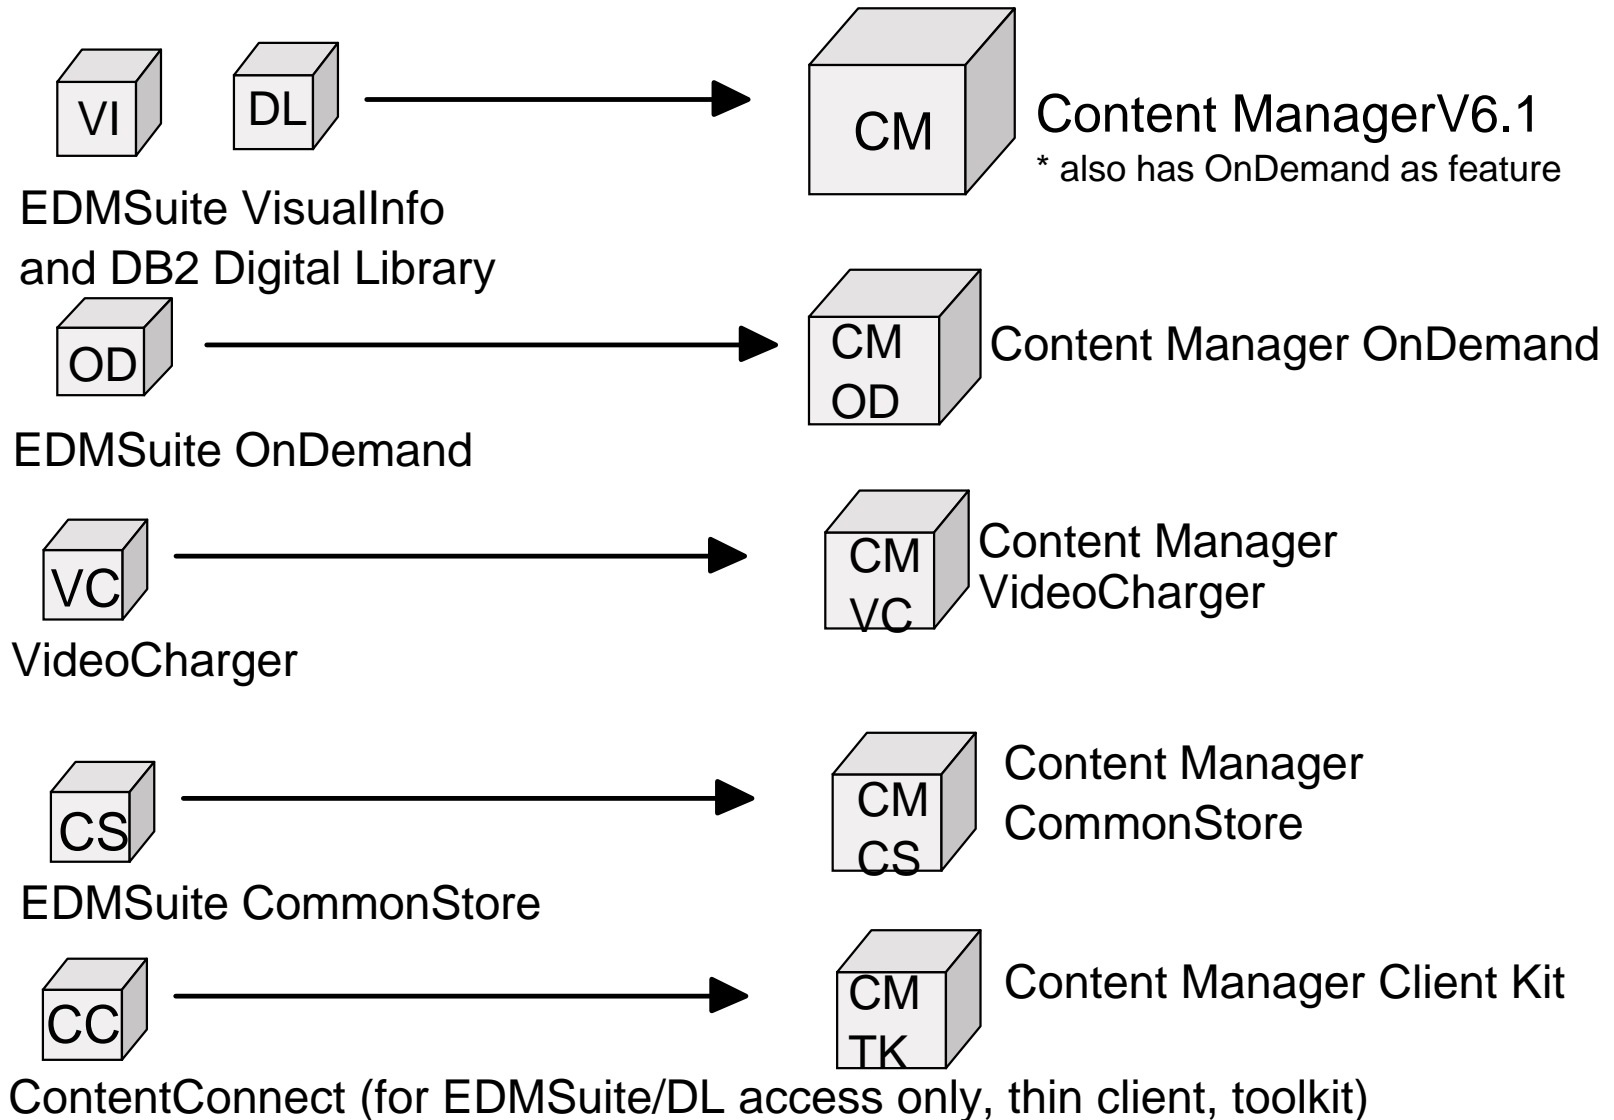 VI
DL
CM
Content ManagerV6.1
* also has OnDemand as feature
EDMSuite VisualInfo
and DB2 Digital Library
OD
CM
OD
Content Manager OnDemand
EDMSuite OnDemand
VC
CM
VC
Content Manager
VideoCharger
VideoCharger
CS
CM
CS
Content Manager
CommonStore
EDMSuite CommonStore
CC
CM
TK
Content Manager Client Kit
ContentConnect (for EDMSuite/DL access only, thin client, toolkit)